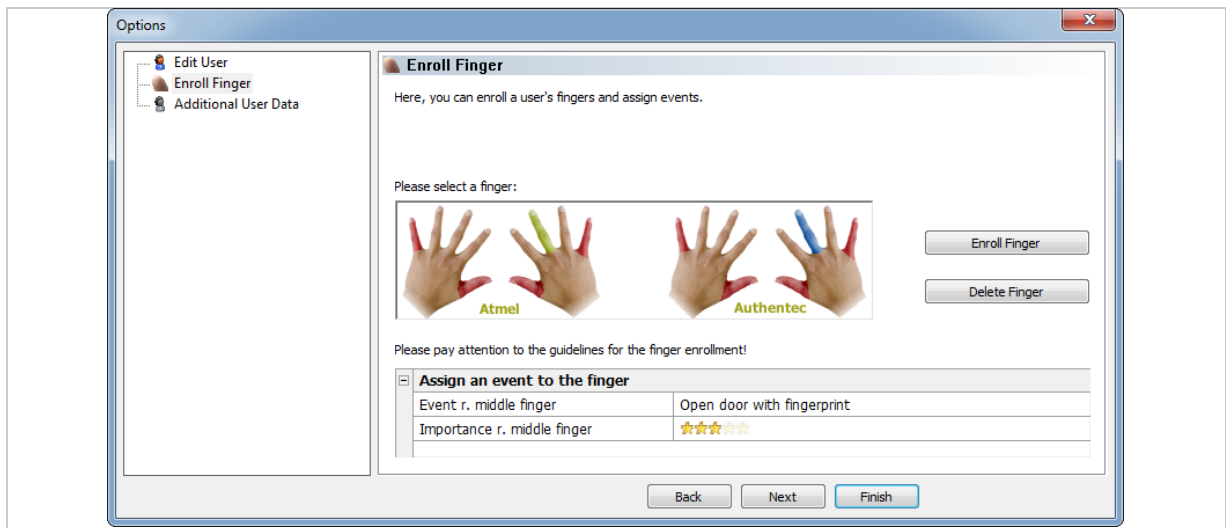 Options
Edit User
Enroll Finger
Additional User Data
Enroll Finger
Here, you can enroll a user's fingers and assign events.
Please select a finger:
Atmel
Authentec
Enroll Finger
Delete Finger
Please pay attention to the guidelines for the finger enrollment!
Assign an event to the finger
Event r. middle finger Open door with fingerprint
Importance r. middle finger
Back Next Finish